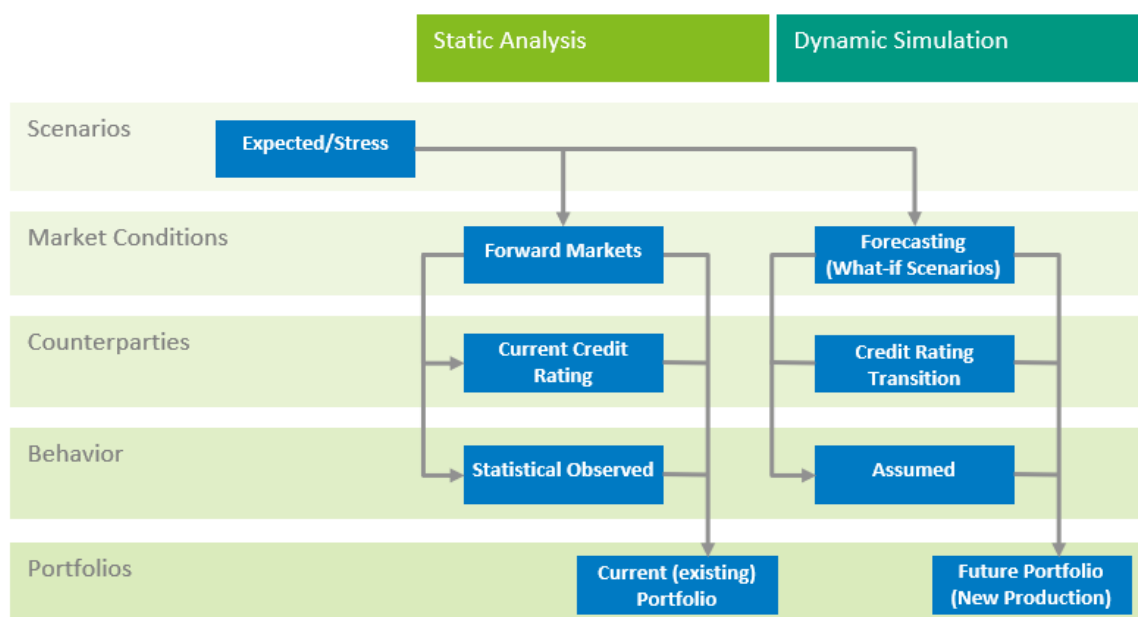 Static Analysis
Dynamic Simulation
Scenarios
Expected/Stress
Market Conditions
Forward Markets
Forecasting
(What-if Scenarios)
Counterparties
Current Credit
Rating
Credit Rating
Transition
Behavior
Statistical Observed
Assumed
Portfolios
Current (existing)
Portfolio
Future Portfolio
(New Production)